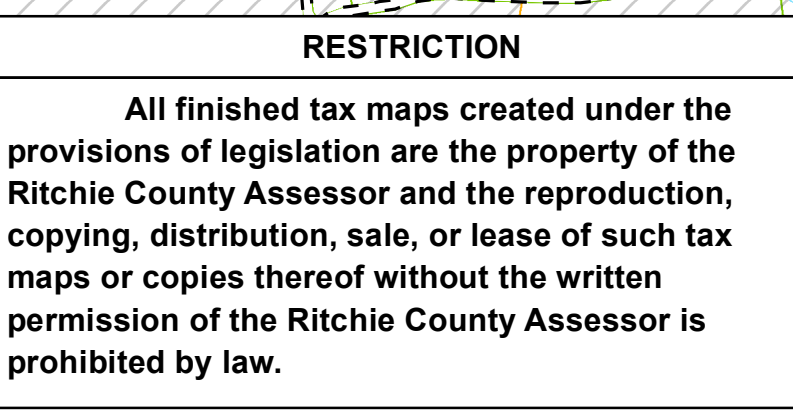 RESTRICTION
All finished tax maps created under the
provisions of legislation are the property of the
Ritchie County Assessor and the reproduction,
copying, distribution, sale, or lease of such tax
maps or copies thereof without the written
permission of the Ritchie County Assessor is
prohibited by law.